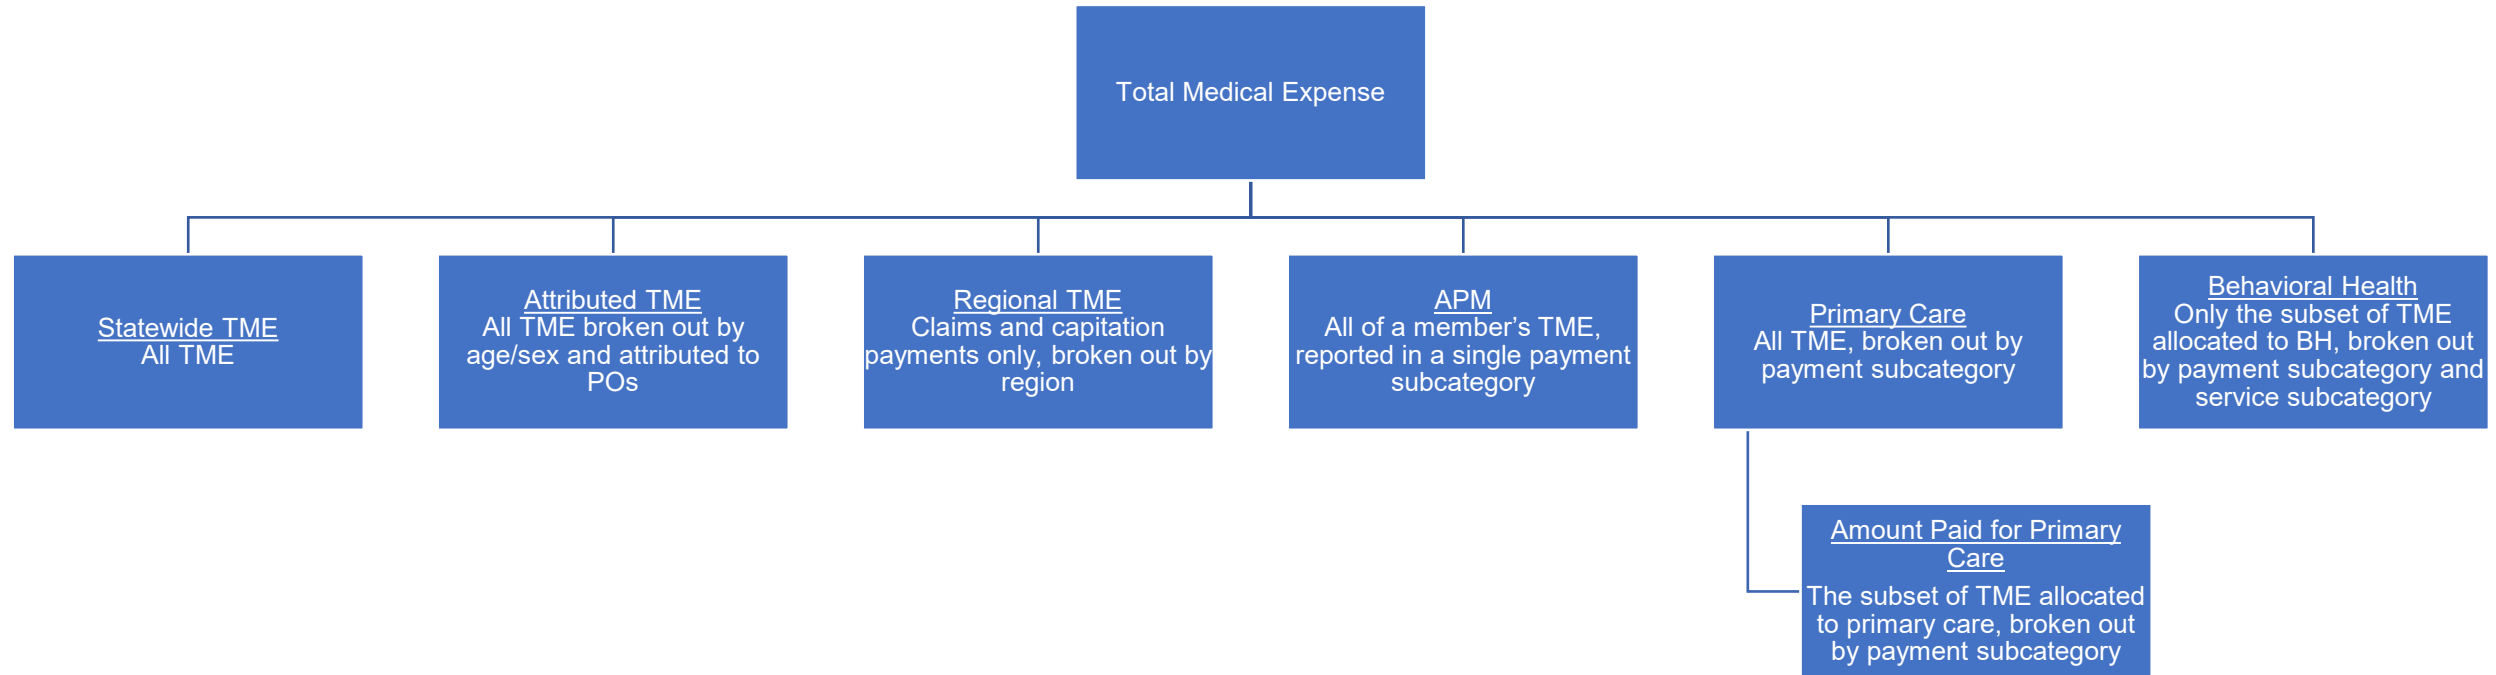 Total Medical Expense
Statewide TME
All TME
Attributed TME
All TME broken out by
age/sex and attributed to
POs
Regional TME
Claims and capitation
payments only, broken out by
region
APM
All of a member’s TME,
reported in a single payment
subcategory
Primary Care
All TME, broken out by
payment subcategory
Behavioral Health
Only the subset of TME
allocated to BH, broken out
by payment subcategory and
service subcategory
Amount Paid for Primary
Care
The subset of TME allocated
to primary care, broken out
by payment subcategory